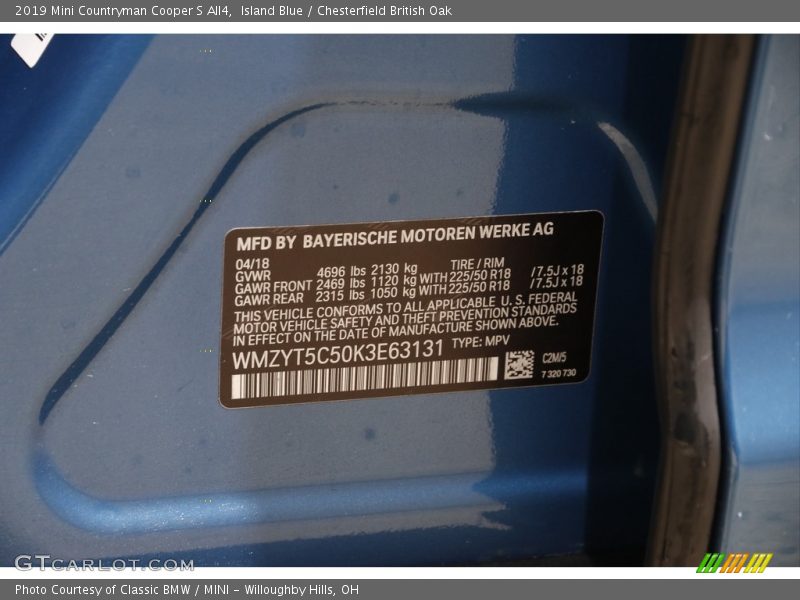 2019 Mini Countryman Cooper S All4,  Island Blue / Chesterfield British Oak
MFD BY BAYERISCHE MOTOREN WERKE AG
04/18 TIRE / RIM
GVWR 4696 lbs 2130 kg
GAWR FRONT 2469 lbs 1120 kg WITH 225/50 R18 /7.5J x 18
GAWR REAR 2315 lbs 1050 kg WITH 225/50 R18 /7.5J x 18
THIS VEHICLE CONFORMS TO ALL APPLICABLE U.S. FEDERAL
MOTOR VEHICLE SAFETY AND THEFT PREVENTION STANDARDS
IN EFFECT ON THE DATE OF MANUFACTURE SHOWN ABOVE.
WMZYT5C50K3E63131 TYPE: MPV
C2M/5
7 320 730
GTCARLOT.COM
Photo Courtesy of Classic BMW / MINI - Willoughby Hills, OH